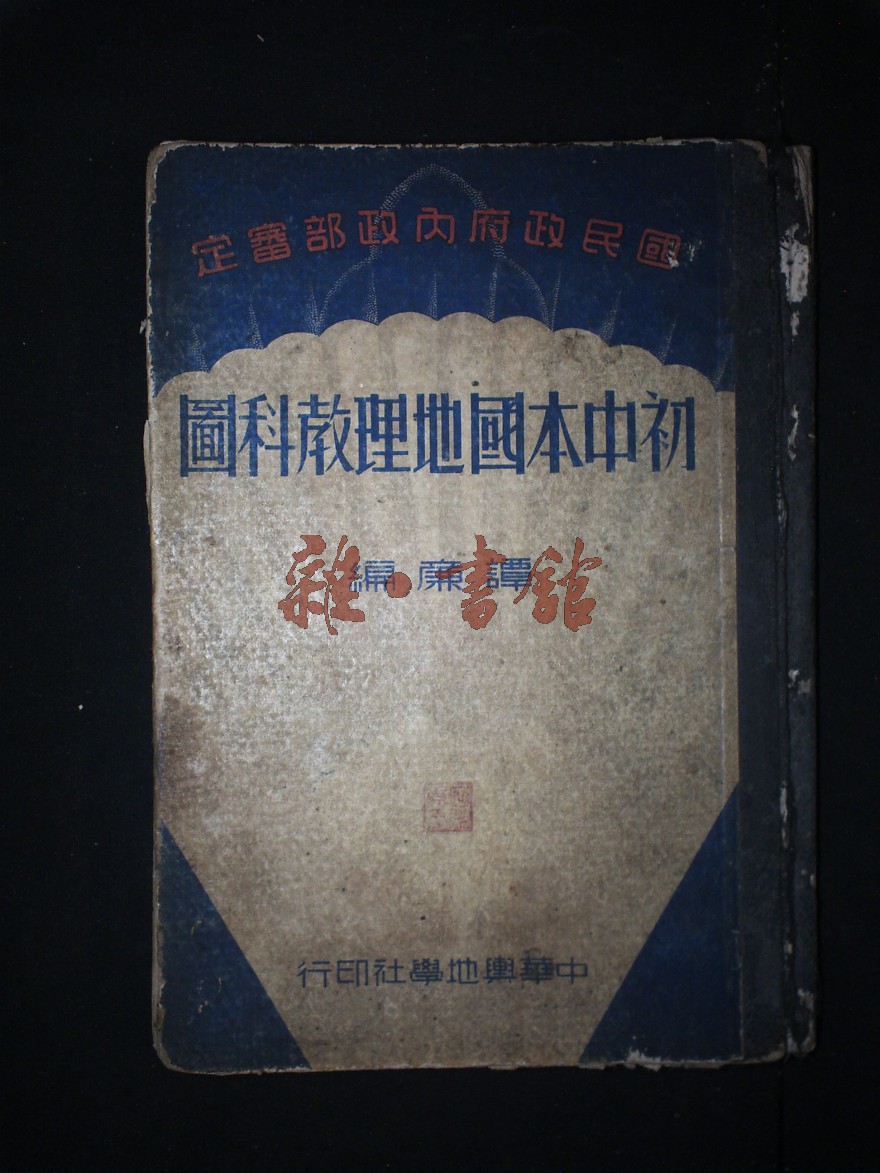 國民政府內政部審定
初中本國地理教科圖
譚廉編
雜·書館
中華輿地學社印行